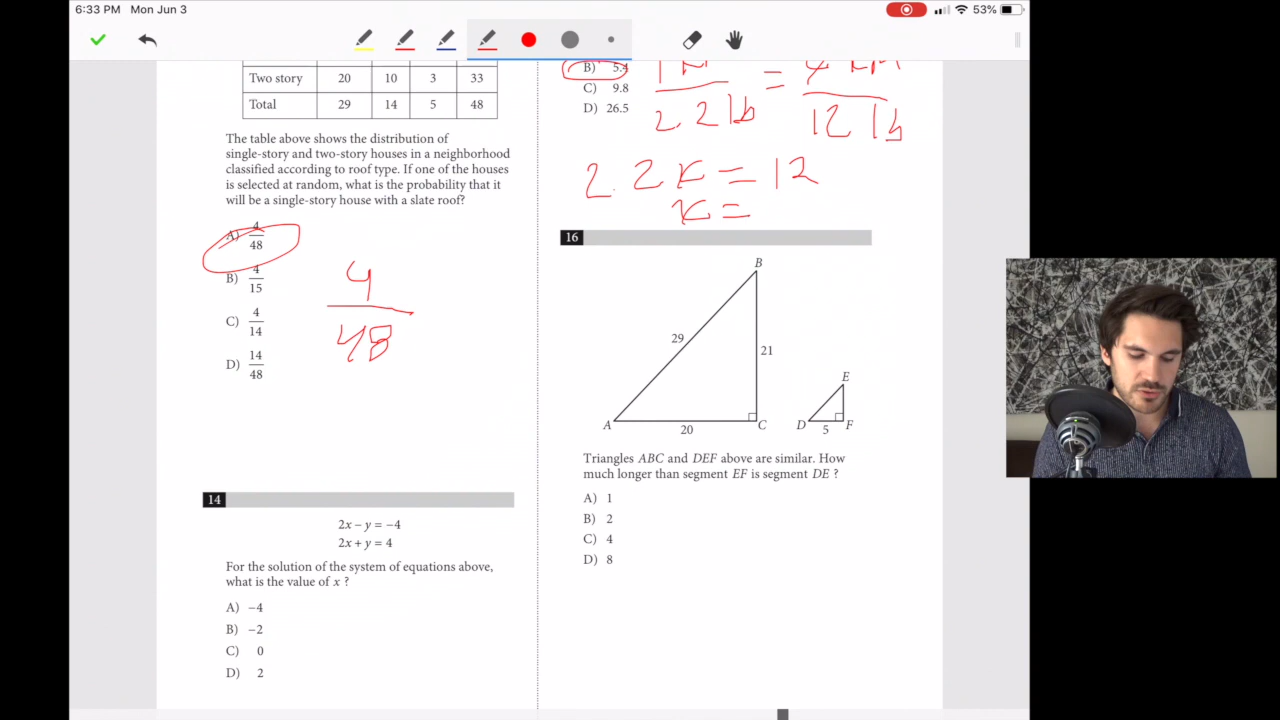 6:33 PM Mon Jun 3
53%
Two story 20 10 3 33
Total 29 14 5 48
The table above shows the distribution of
single-story and two-story houses in a neighborhood
classified according to roof type. If one of the houses
is selected at random, what is the probability that it
will be a single-story house with a slate roof?
A) 4/48
B) 4/15
C) 4/14
D) 14/48
4/48
14
2x − y = −4
2x + y = 4
For the solution of the system of equations above,
what is the value of x ?
A) −4
B) −2
C) 0
D) 2
B) 5.4
C) 9.8
D) 26.5
2.2 lb = 12 lb
2.2x = 12
x =
16
B
29
21
E
A
20
C
D
5
F
Triangles ABC and DEF above are similar. How
much longer than segment EF is segment DE ?
A) 1
B) 2
C) 4
D) 8